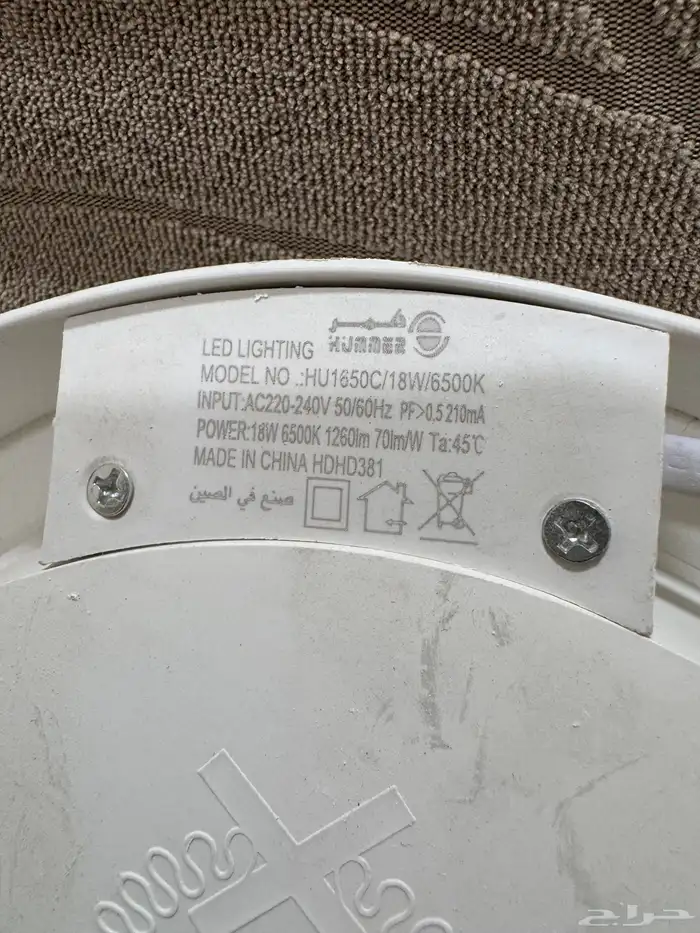 همر
HUMMER
LED LIGHTING
MODEL NO .:HU1650C/18W/6500K
INPUT:AC220-240V 50/60Hz PF>0.5 210mA
POWER:18W 6500K 1260lm 70lm/W Ta:45℃
MADE IN CHINA HDHD381
صنع في الصين
حراج